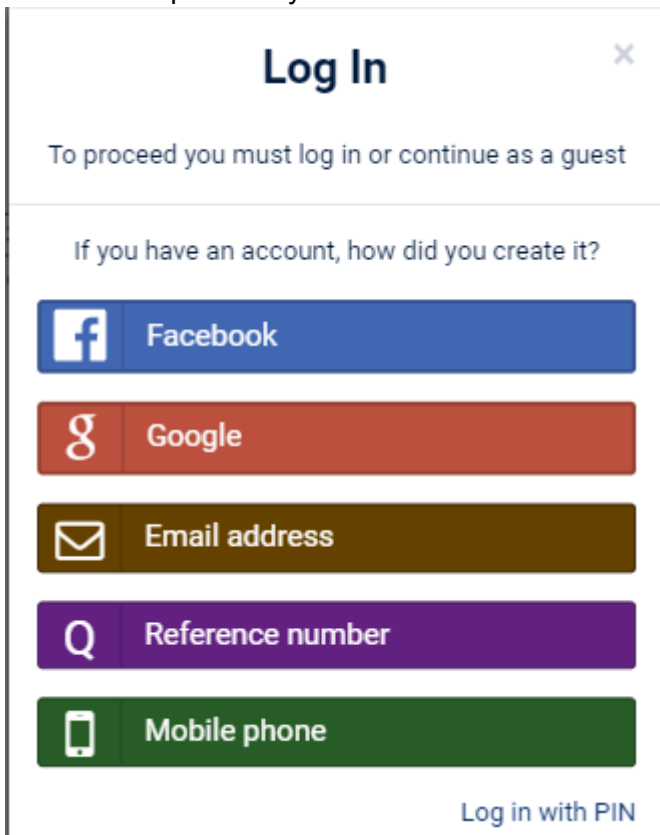 Log In
×
To proceed you must log in or continue as a guest
If you have an account, how did you create it?
f Facebook
g Google
Email address
Q Reference number
Mobile phone
Log in with PIN